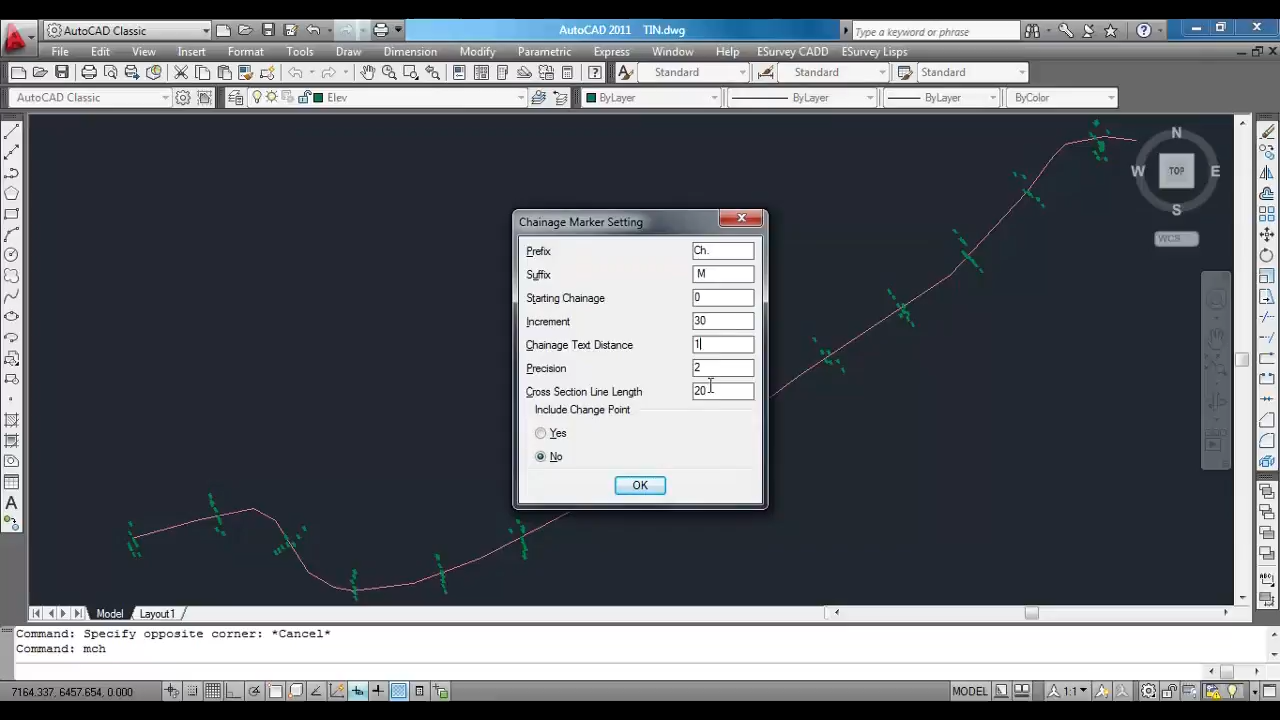 AutoCAD Classic
AutoCAD 2011 TIN.dwg
Type a keyword or phrase
File Edit View Insert Format Tools Draw Dimension Modify Parametric Express Window Help ESurvey CADD ESurvey Lisps
Standard Standard Standard
AutoCAD Classic Elev ByLayer ByLayer ByLayer ByColor
N
W TOP E
S
WCS
Chainage Marker Setting
Prefix Ch.
Suffix M
Starting Chainage 0
Increment 30
Chainage Text Distance 1
Precision 2
Cross Section Line Length 20
Include Change Point
Yes
No
OK
A
Model Layout1
Command: Specify opposite corner: *Cancel*
Command: mch
7164.337, 6457.654, 0.000 MODEL 1:1